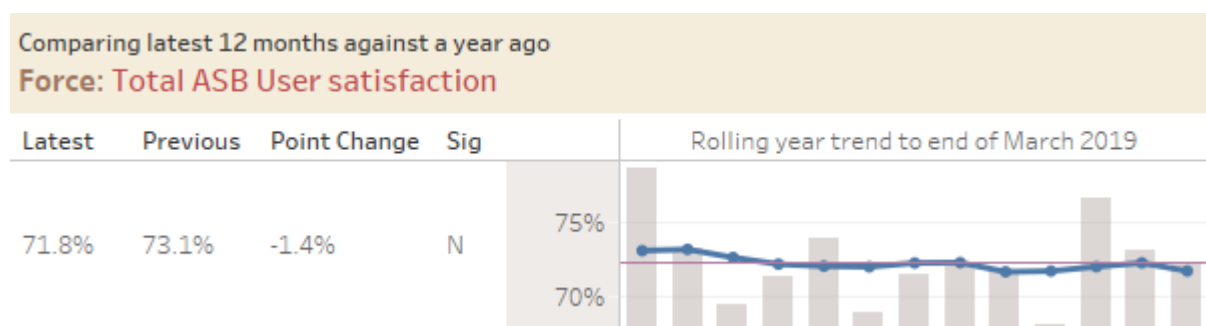 Comparing latest 12 months against a year ago
Force: Total ASB User satisfaction
Latest Previous Point Change Sig Rolling year trend to end of March 2019
75%
71.8% 73.1% -1.4% N
70%